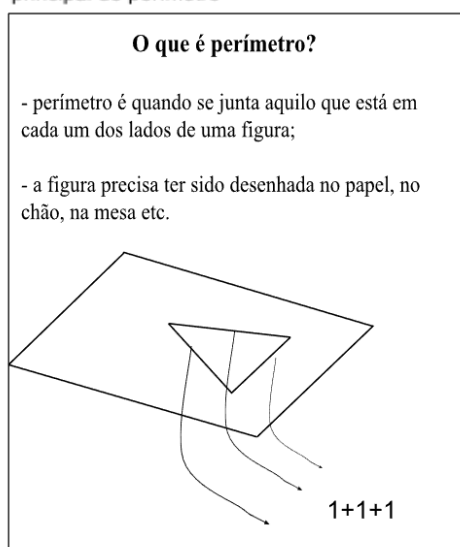 O que é perímetro?
- perímetro é quando se junta aquilo que está em
cada um dos lados de uma figura;
- a figura precisa ter sido desenhada no papel, no
chão, na mesa etc.
1+1+1